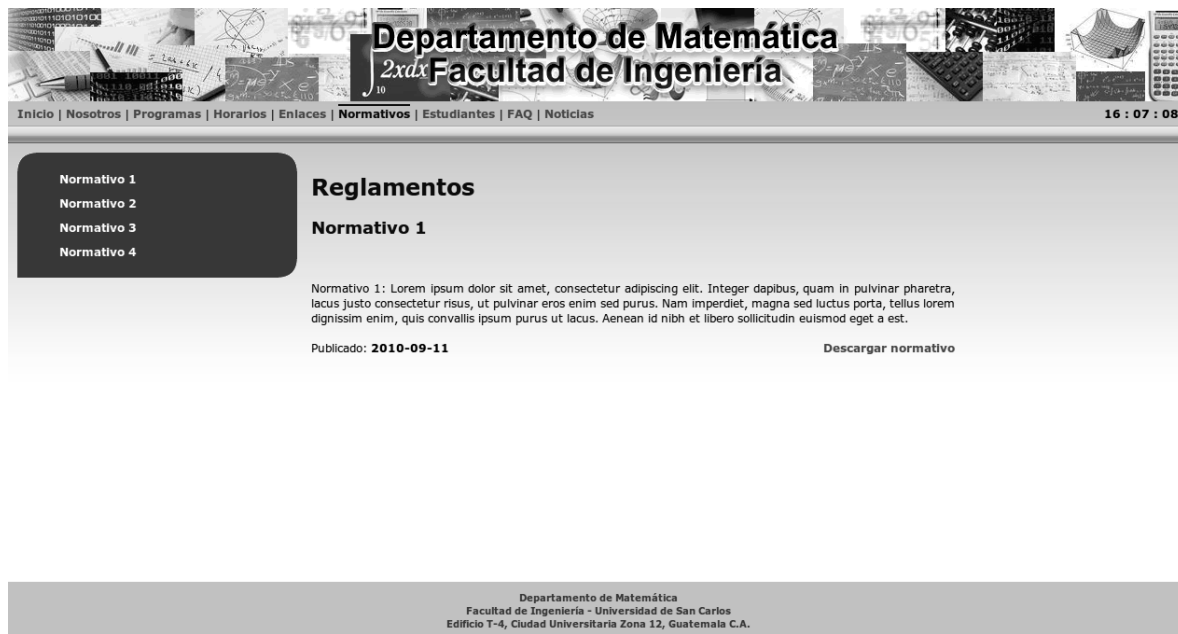 Departamento de Matemática
2xdx Facultad de Ingeniería
10
Inicio | Nosotros | Programas | Horarios | Enlaces | Normativos | Estudiantes | FAQ | Noticias
16 : 07 : 08
Normativo 1
Normativo 2
Normativo 3
Normativo 4
Reglamentos
Normativo 1
Normativo 1: Lorem ipsum dolor sit amet, consectetur adipiscing elit. Integer dapibus, quam in pulvinar pharetra,
lacus justo consectetur risus, ut pulvinar eros enim sed purus. Nam imperdiet, magna sed luctus porta, tellus lorem
dignissim enim, quis convallis ipsum purus ut lacus. Aenean id nibh et libero sollicitudin euismod eget a est.
Publicado: 2010-09-11
Descargar normativo
Departamento de Matemática
Facultad de Ingeniería - Universidad de San Carlos
Edificio T-4, Ciudad Universitaria Zona 12, Guatemala C.A.